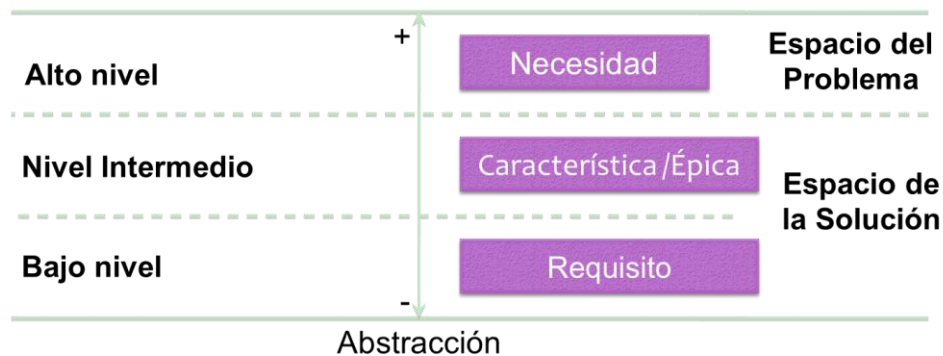 +
Necesidad
Espacio del
Problema
Alto nivel
Nivel Intermedio
Característica/Épica
Espacio de
la Solución
Bajo nivel
Requisito
-
Abstracción